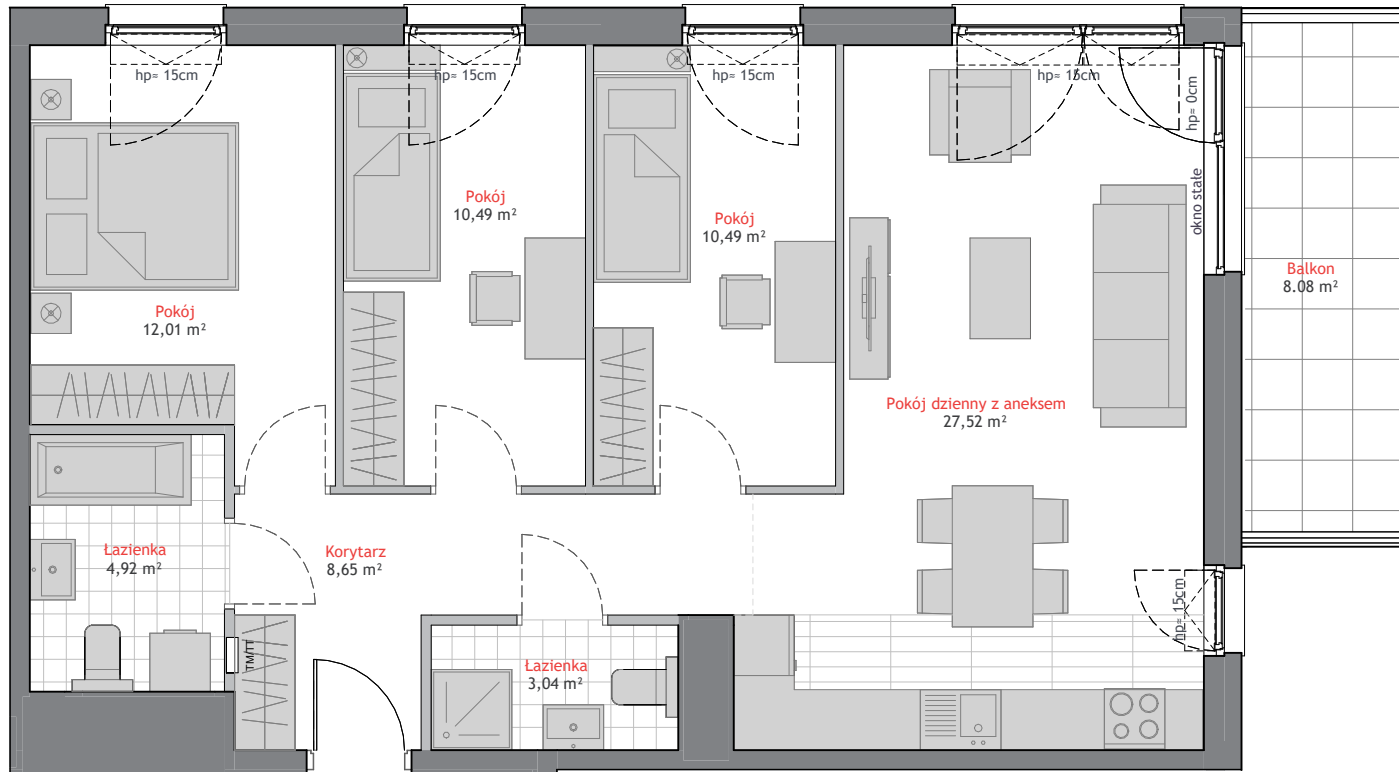 hp= 15cm
hp= 15cm
hp= 15cm
hp= 15cm
hp= 0cm
okno stałe
Pokój
10,49 m²
Pokój
10,49 m²
Balkon
8.08 m²
Pokój
12,01 m²
Pokój dzienny z aneksem
27,52 m²
Łazienka
4,92 m²
Korytarz
8,65 m²
hp= 15cm
TM/TT
Łazienka
3,04 m²